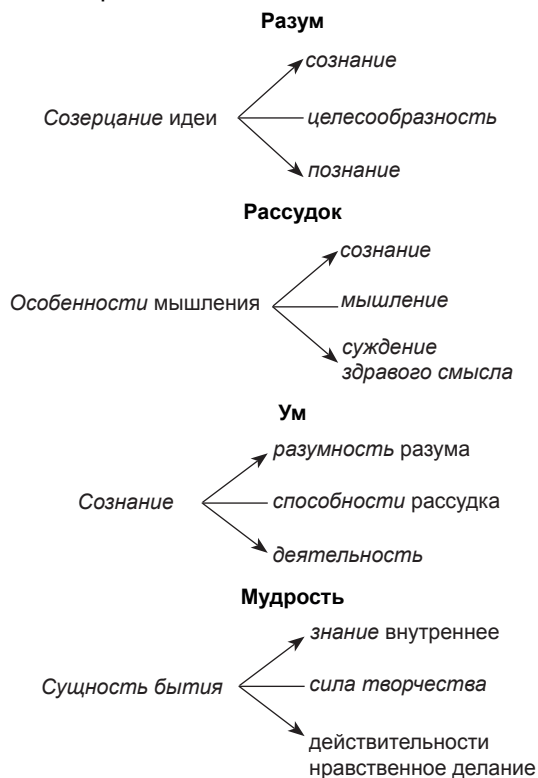 Разум
сознание
Созерцание идеи
целесообразность
познание
Рассудок
сознание
Особенности мышления
мышление
суждение
здравого смысла
Ум
разумность разума
Сознание
способности рассудка
деятельность
Мудрость
знание внутреннее
Сущность бытия
сила творчества
действительности
нравственное делание